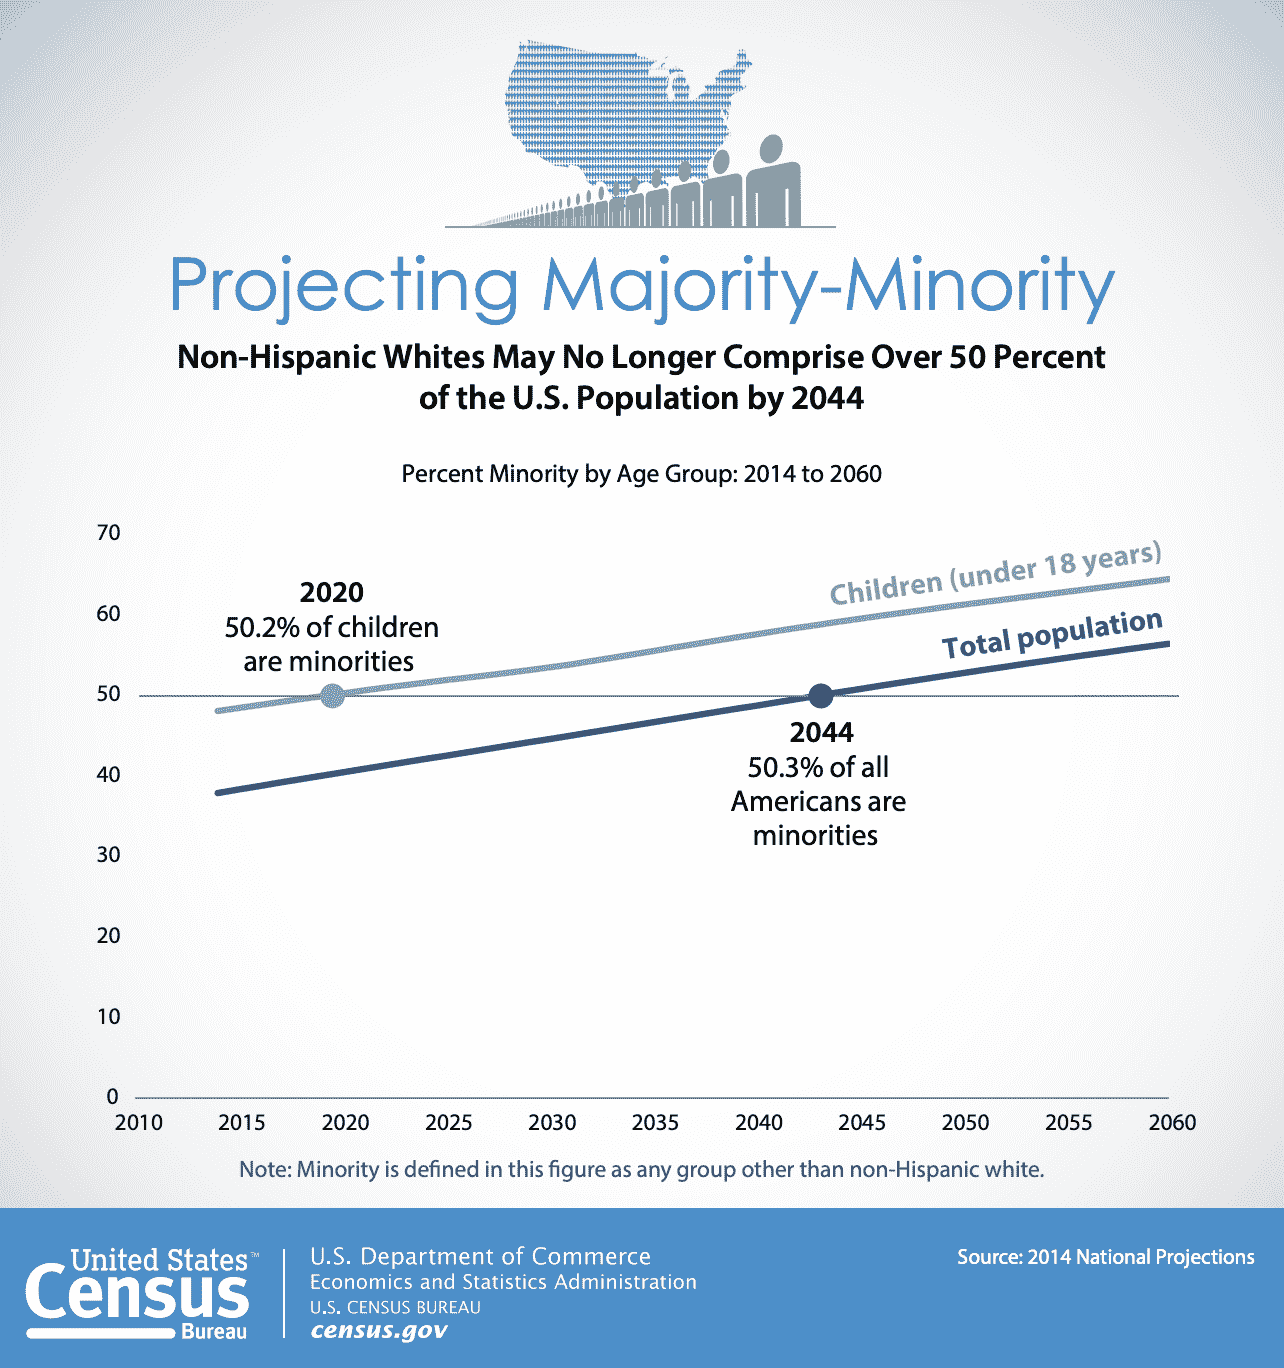 Projecting Majority-Minority
Non-Hispanic Whites May No Longer Comprise Over 50 Percent
of the U.S. Population by 2044
Percent Minority by Age Group: 2014 to 2060
70
60
50
40
30
20
10
0
2020
50.2% of children
are minorities
Children (under 18 years)
Total population
2044
50.3% of all
Americans are
minorities
2010 2015 2020 2025 2030 2035 2040 2045 2050 2055 2060
Note: Minority is defined in this figure as any group other than non-Hispanic white.
United States™
Census
Bureau
U.S. Department of Commerce
Economics and Statistics Administration
U.S. CENSUS BUREAU
census.gov
Source: 2014 National Projections